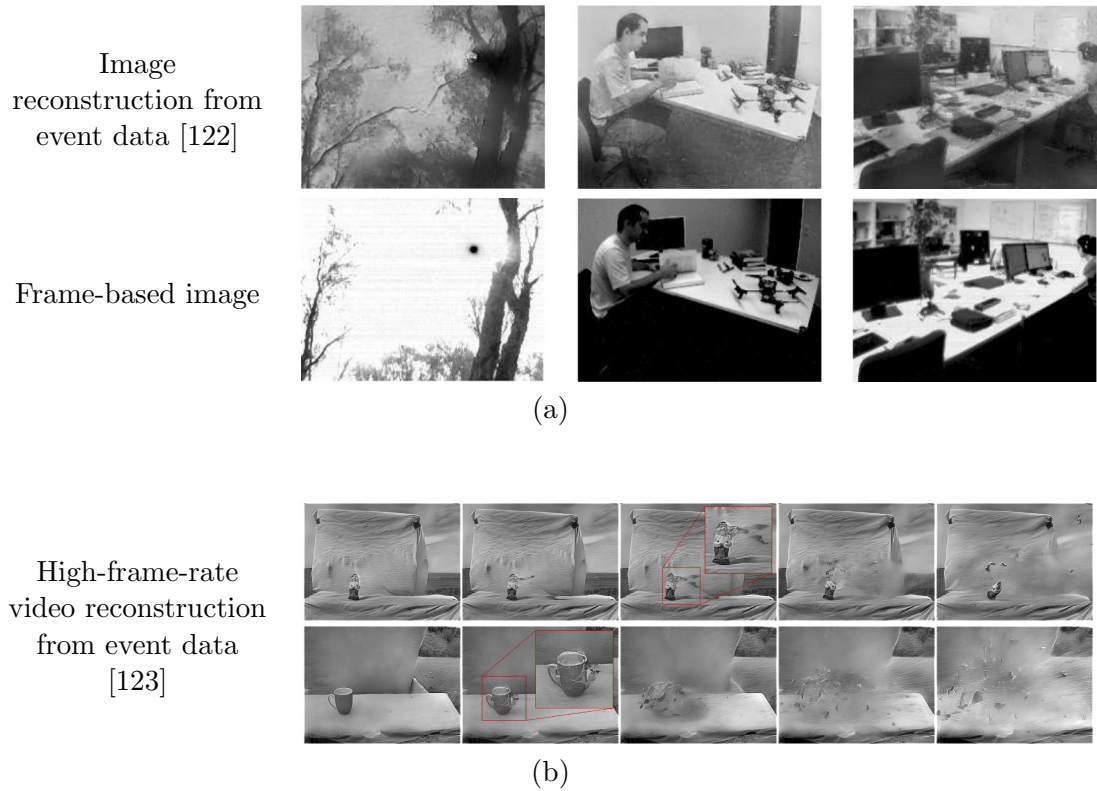 Image
reconstruction from
event data [122]
Frame-based image
(a)
High-frame-rate
video reconstruction
from event data
[123]
(b)